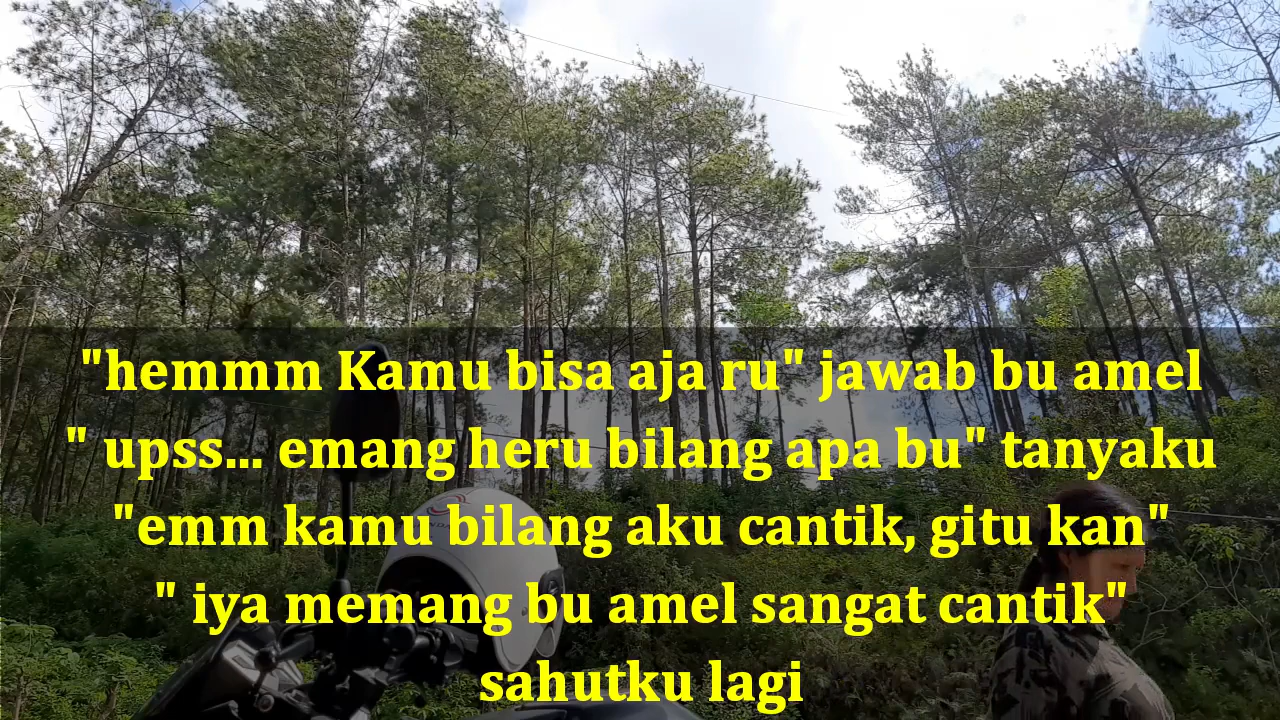 "hemmm Kamu bisa aja ru" jawab bu amel
" upss... emang heru bilang apa bu" tanyaku
"emm kamu bilang aku cantik, gitu kan"
" iya memang bu amel sangat cantik"
sahutku lagi